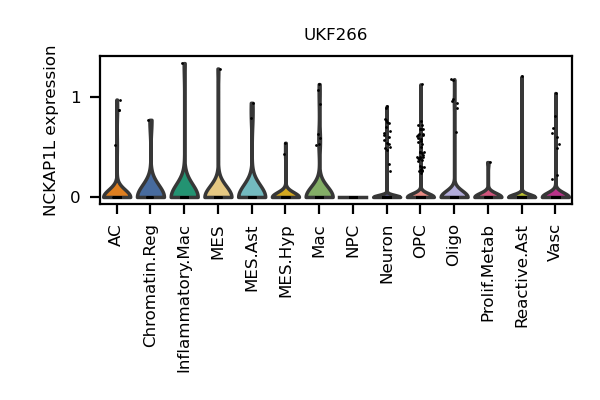 UKF266
NCKAP1L expression
1
0
AC
Chromatin.Reg
Inflammatory.Mac
MES
MES.Ast
MES.Hyp
Mac
NPC
Neuron
OPC
Oligo
Prolif.Metab
Reactive.Ast
Vasc